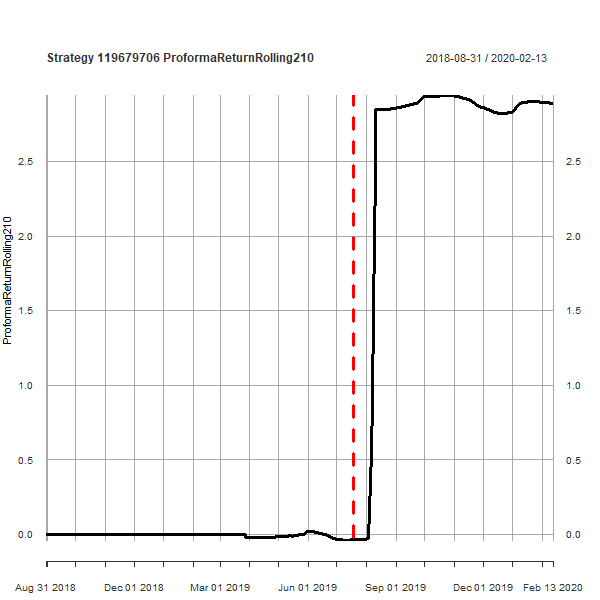 Strategy 119679706 ProformaReturnRolling210
2018-08-31 / 2020-02-13
ProformaReturnRolling210
2.5
2.0
1.5
1.0
0.5
0.0
2.5
2.0
1.5
1.0
0.5
0.0
Aug 31 2018
Dec 01 2018
Mar 01 2019
Jun 01 2019
Sep 01 2019
Dec 01 2019
Feb 13 2020